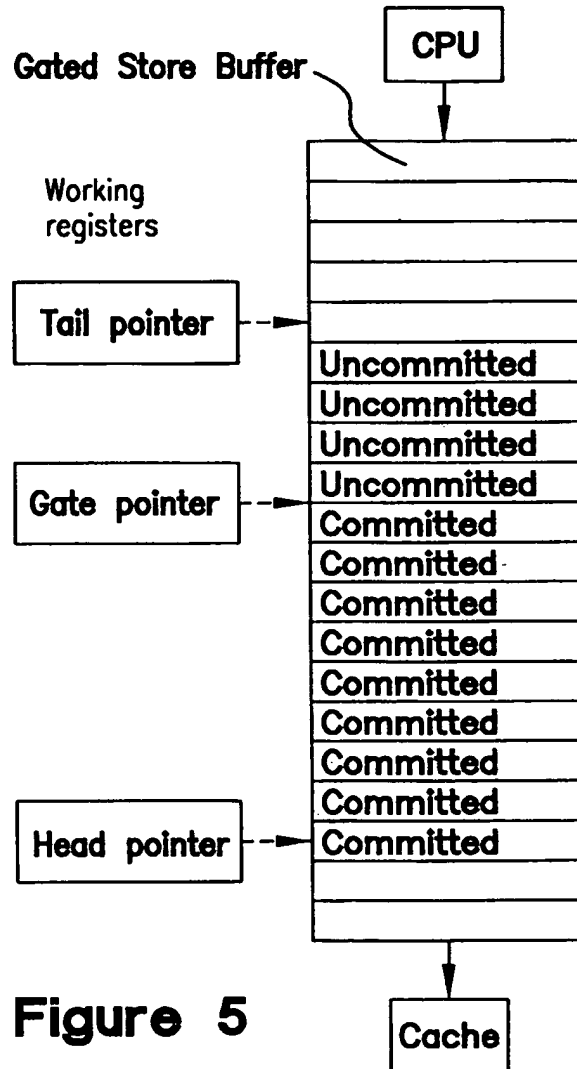 CPU
Gated Store Buffer
Working
registers
Tail pointer
Uncommitted
Uncommitted
Uncommitted
Uncommitted
Gate pointer
Committed
Committed
Committed
Committed
Committed
Committed
Committed
Committed
Committed
Head pointer
Figure 5
Cache